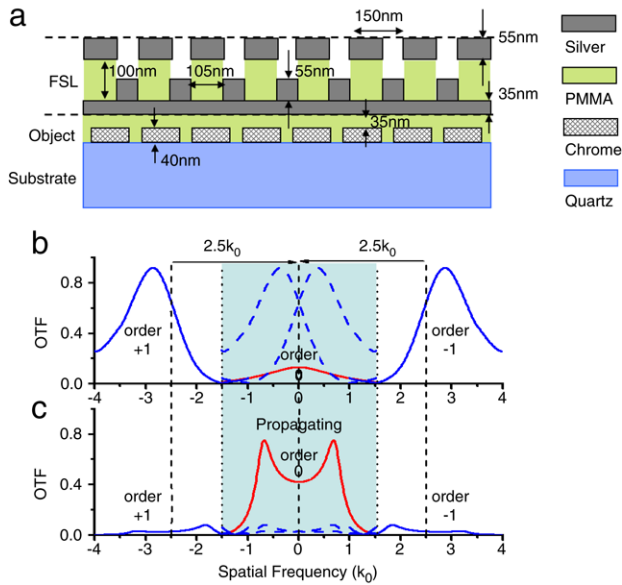 a
150nm
55nm
Silver
FSL
100nm
105nm
55nm
35nm
PMMA
Object
35nm
Chrome
40nm
Substrate
Quartz
b
2.5k0
2.5k0
OTF
0.8
0.4
0.0
order
+1
order
0
order
-1
-4 -3 -2 -1 0 1 2 3 4
c
OTF
0.8
0.4
0.0
Propagating
order
0
order
+1
order
-1
-4 -3 -2 -1 0 1 2 3 4
Spatial Frequency (k0)